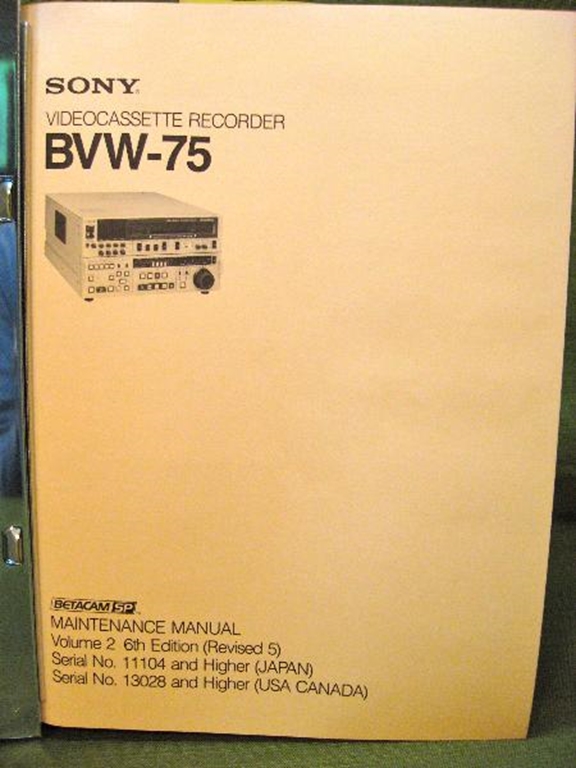 SONY®
VIDEOCASSETTE RECORDER
BVW-75
BETACAM SP™
MAINTENANCE MANUAL
Volume 2 6th Edition (Revised 5)
Serial No. 11104 and Higher (JAPAN)
Serial No. 13028 and Higher (USA CANADA)